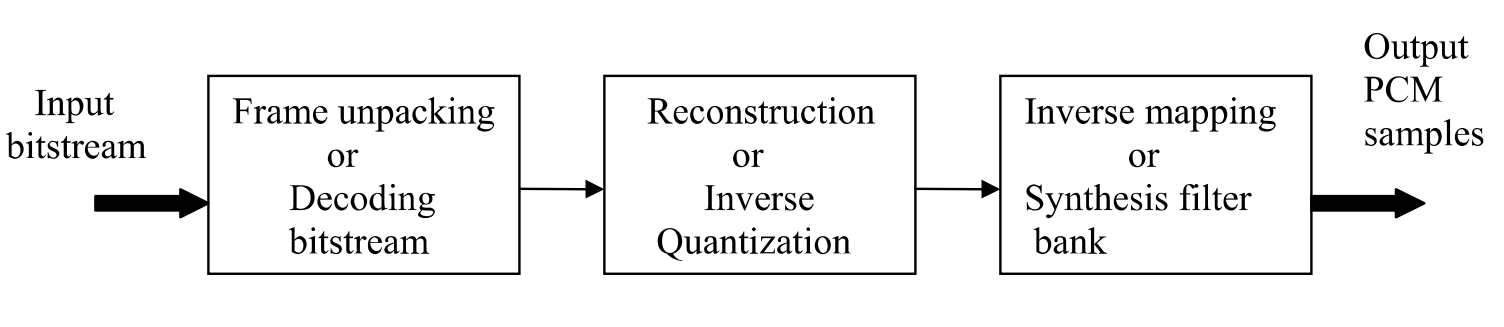 Input
bitstream
Frame unpacking
or
Decoding
bitstream
Reconstruction
or
Inverse
Quantization
Inverse mapping
or
Synthesis filter
bank
Output
PCM
samples